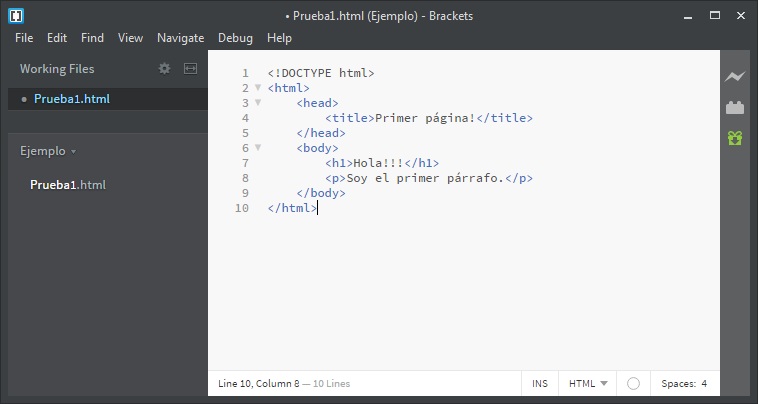 • Prueba1.html (Ejemplo) - Brackets
File Edit Find View Navigate Debug Help
Working Files
Prueba1.html
Ejemplo
Prueba1.html
1 <!DOCTYPE html>
2 <html>
3 <head>
4 <title>Primer página!</title>
5 </head>
6 <body>
7 <h1>Hola!!!</h1>
8 <p>Soy el primer párrafo.</p>
9 </body>
10 </html>
Line 10, Column 8 — 10 Lines INS HTML Spaces: 4